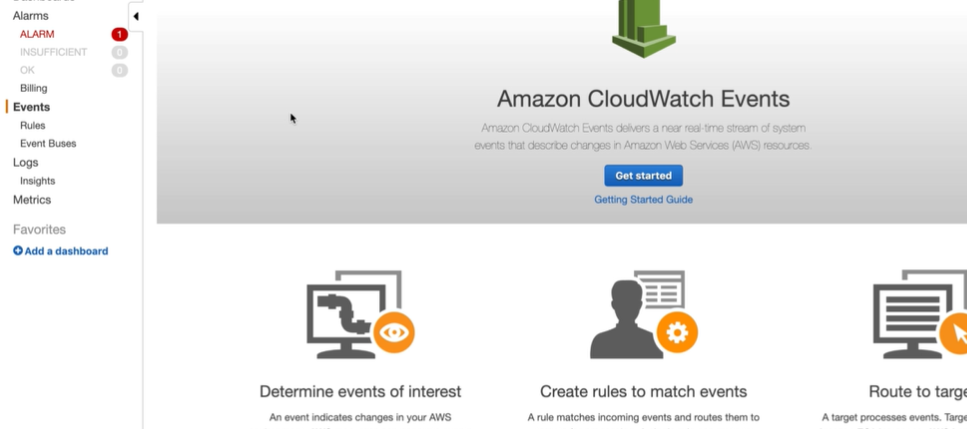 Alarms
ALARM 1
INSUFFICIENT 0
OK 0
Billing
Events
Rules
Event Buses
Logs
Insights
Metrics
Favorites
Add a dashboard
Amazon CloudWatch Events
Amazon CloudWatch Events delivers a near real-time stream of system
events that describe changes in Amazon Web Services (AWS) resources.
Get started
Getting Started Guide
Determine events of interest
An event indicates changes in your AWS
Create rules to match events
A rule matches incoming events and routes them to
Route to targe
A target processes events. Targe